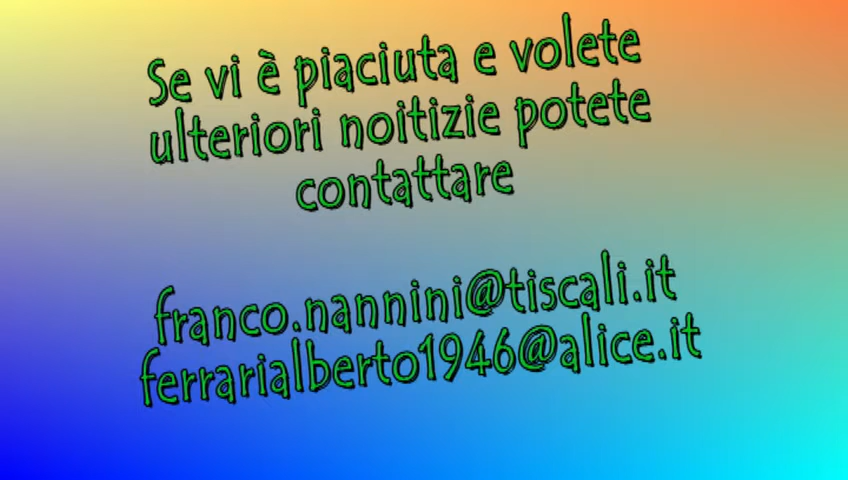 Se vi è piaciuta e volete
ulteriori noitizie potete
contattare
franco.nannini@tiscali.it
ferrarialberto1946@alice.it